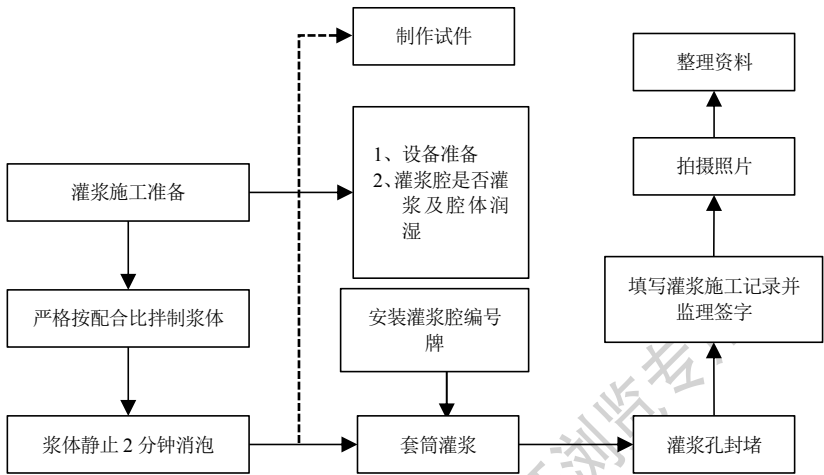 制作试件
整理资料
1、设备准备
2、灌浆腔是否灌
浆及腔体润
湿
灌浆施工准备
拍摄照片
严格按配合比拌制浆体
安装灌浆腔编号
牌
填写灌浆施工记录并
监理签字
浆体静止 2 分钟消泡
套筒灌浆
灌浆孔封堵
浏览专